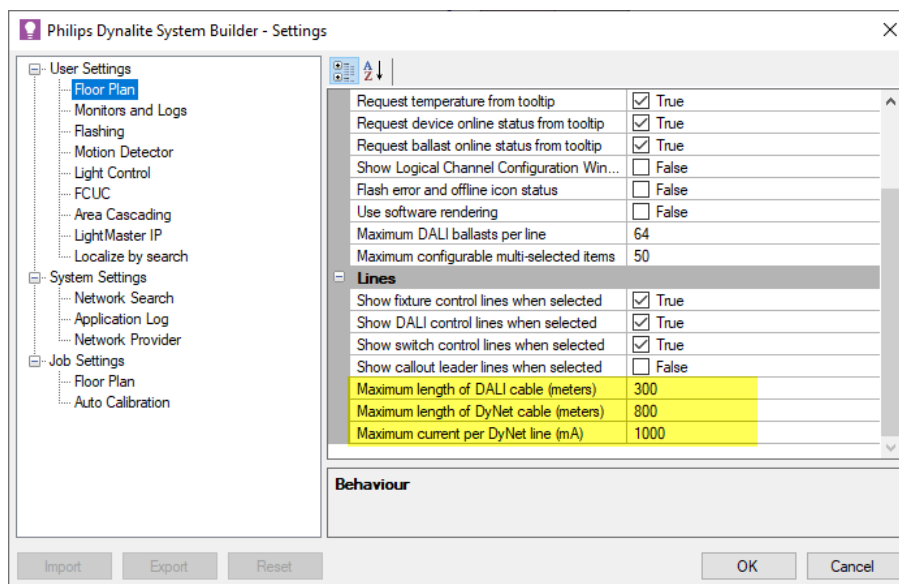 Philips Dynalite System Builder - Settings
User Settings
Floor Plan
Monitors and Logs
Flashing
Motion Detector
Light Control
FCUC
Area Cascading
LightMaster IP
Localize by search
System Settings
Network Search
Application Log
Network Provider
Job Settings
Floor Plan
Auto Calibration
Request temperature from tooltip True
Request device online status from tooltip True
Request ballast online status from tooltip True
Show Logical Channel Configuration Win... False
Flash error and offline icon status False
Use software rendering False
Maximum DALI ballasts per line 64
Maximum configurable multi-selected items 50
Lines
Show fixture control lines when selected True
Show DALI control lines when selected True
Show switch control lines when selected True
Show callout leader lines when selected False
Maximum length of DALI cable (meters) 300
Maximum length of DyNet cable (meters) 800
Maximum current per DyNet line (mA) 1000
Behaviour
Import Export Reset OK Cancel